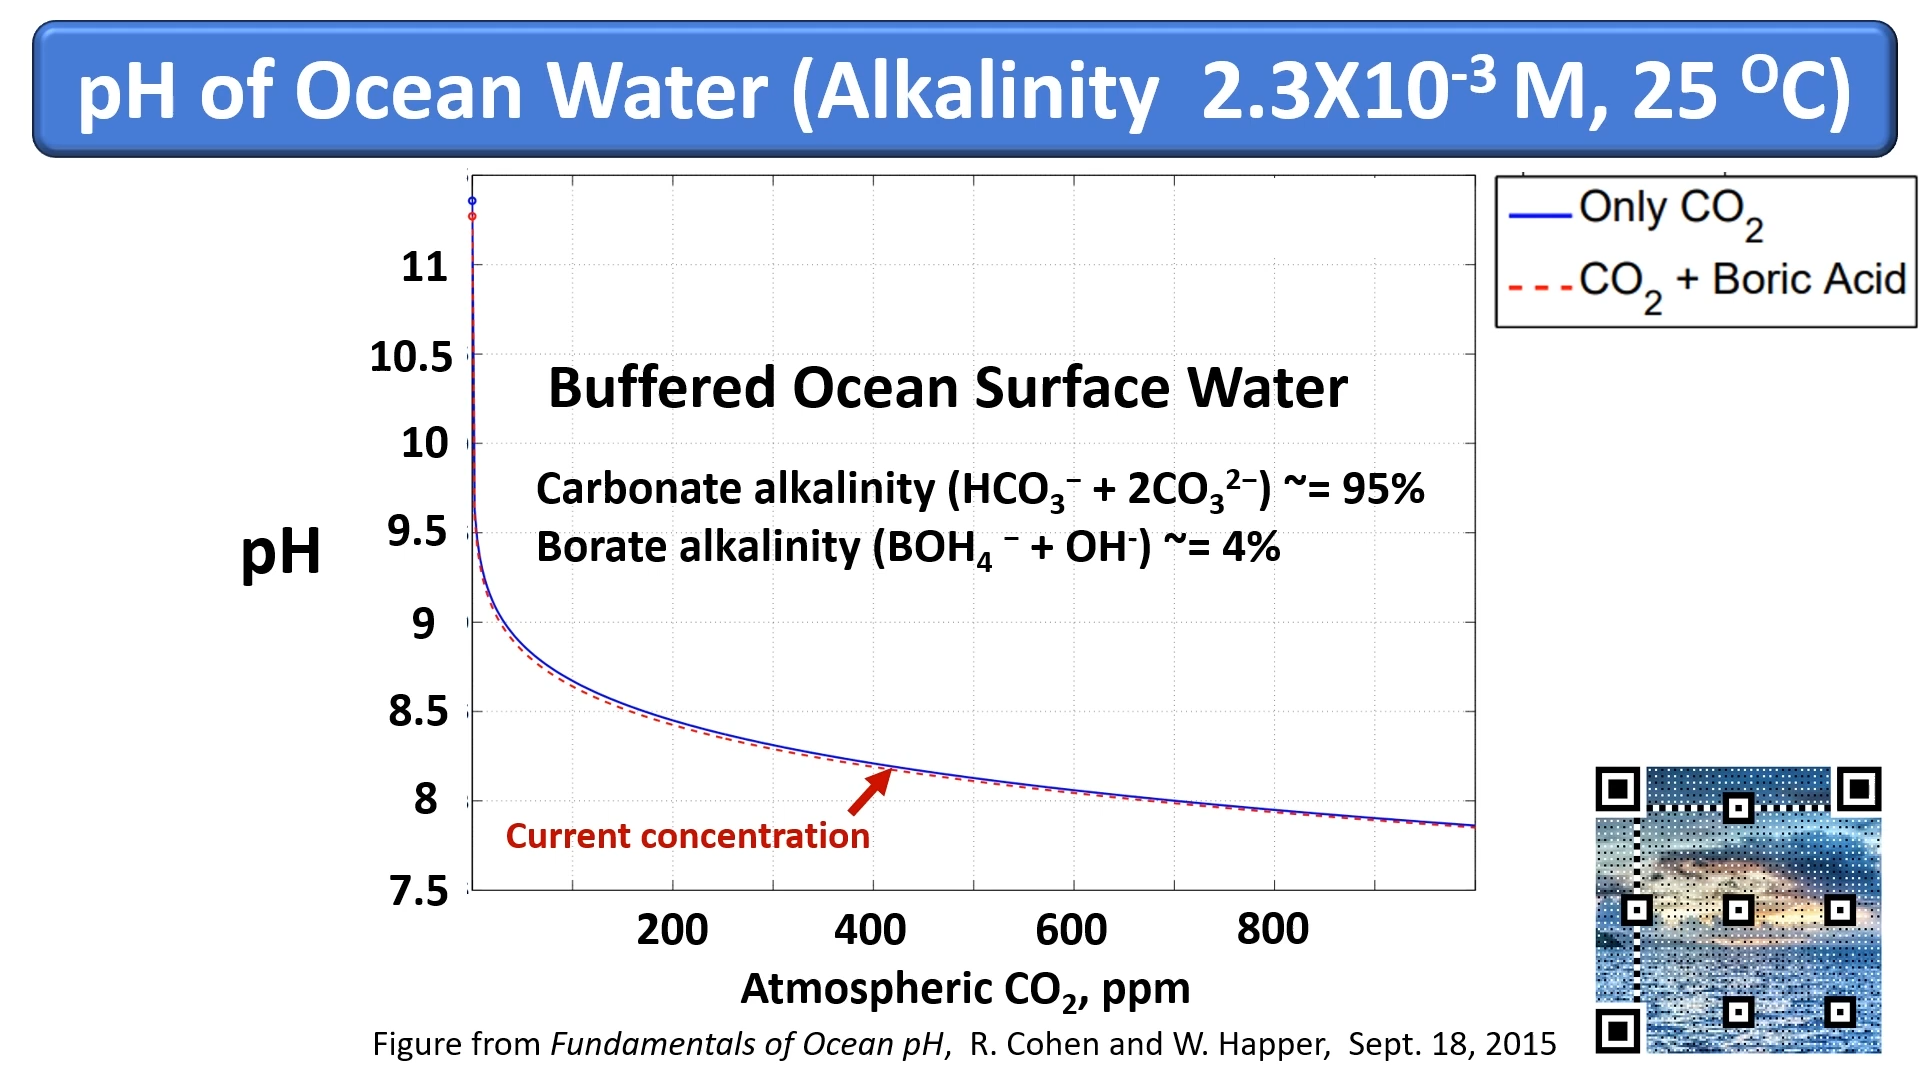 pH of Ocean Water (Alkalinity 2.3X10⁻³ M, 25 ᴼC)
Only CO₂
CO₂ + Boric Acid
11
10.5
10
9.5
9
8.5
8
7.5
pH
Buffered Ocean Surface Water
Carbonate alkalinity (HCO₃⁻ + 2CO₃²⁻) ~= 95%
Borate alkalinity (BOH₄ ⁻ + OH⁻) ~= 4%
Current concentration
200 400 600 800
Atmospheric CO₂, ppm
Figure from Fundamentals of Ocean pH, R. Cohen and W. Happer, Sept. 18, 2015